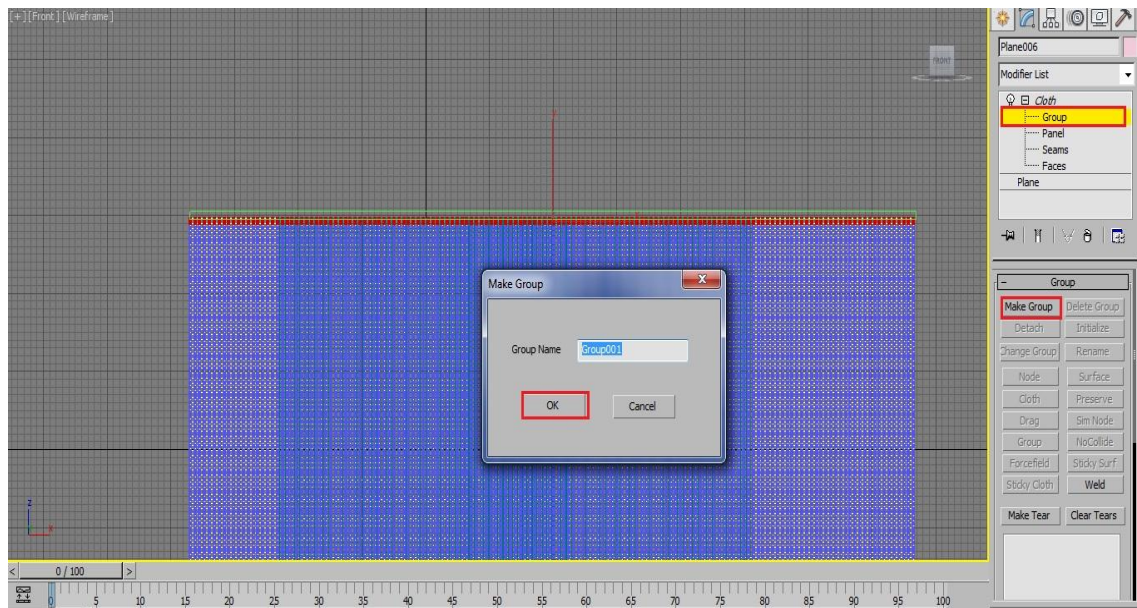 [+][Front][Wireframe]
FRONT
Plane006
Modifier List
Cloth
Group
Panel
Seams
Faces
Plane
Make Group
Group Name Group001
OK Cancel
Group
Make Group Delete Group
Detach Initialize
Change Group Rename
Node Surface
Cloth Preserve
Drag Sim Node
Group NoCollide
Forcefield Sticky Surf
Sticky Cloth Weld
Make Tear Clear Tears
z
x
< 0 / 100 >
0 5 10 15 20 25 30 35 40 45 50 55 60 65 70 75 80 85 90 95 100